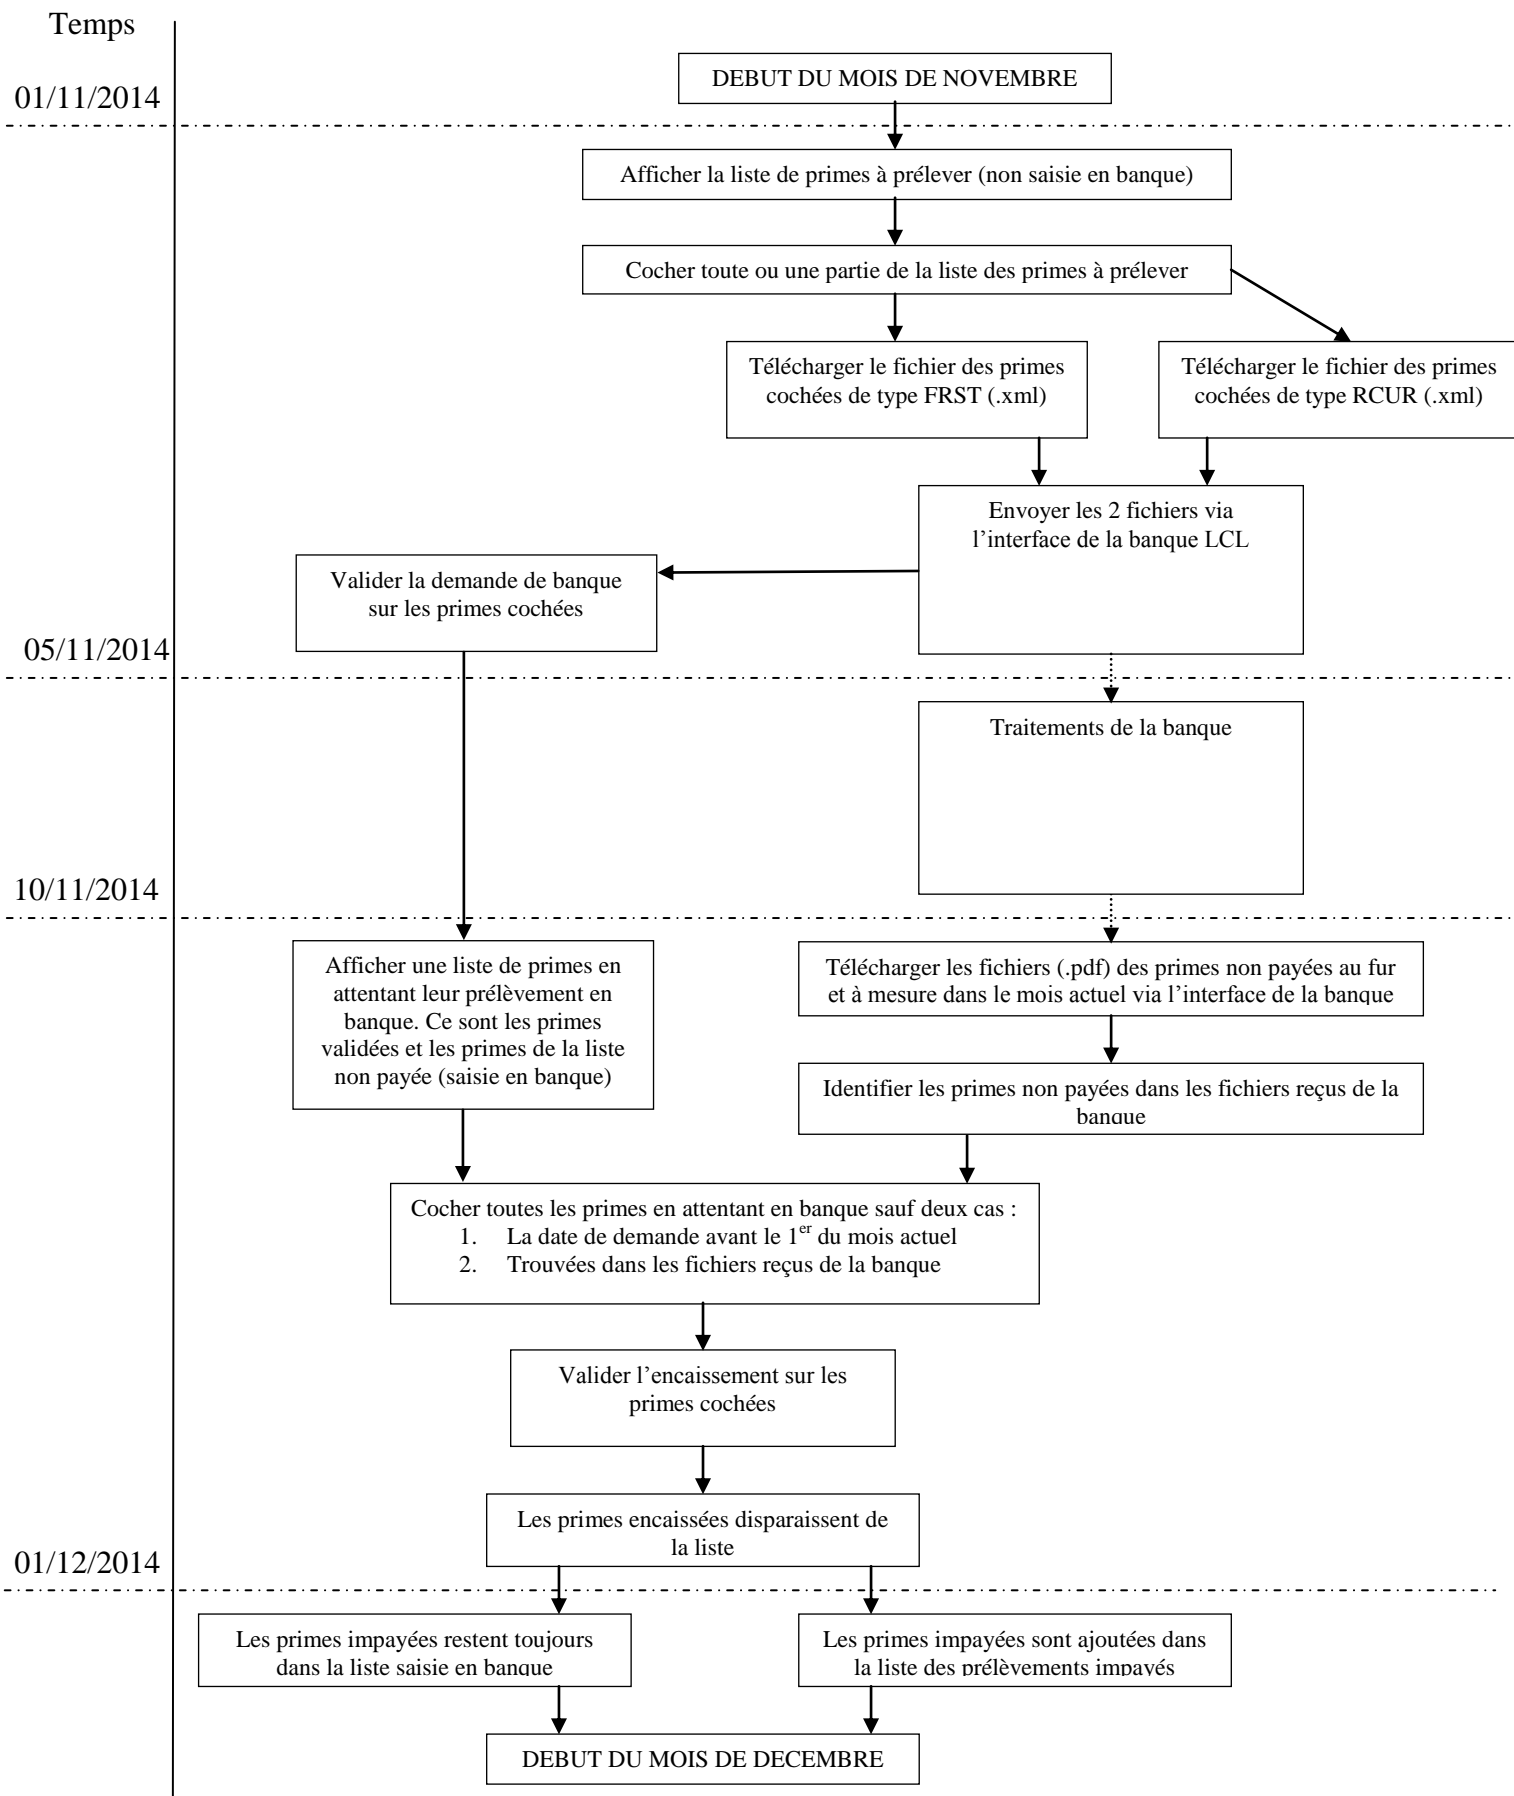 Temps
01/11/2014
DEBUT DU MOIS DE NOVEMBRE
Afficher la liste de primes à prélever (non saisie en banque)
Cocher toute ou une partie de la liste des primes à prélever
Télécharger le fichier des primes
cochées de type FRST (.xml)
Télécharger le fichier des primes
cochées de type RCUR (.xml)
Envoyer les 2 fichiers via
l’interface de la banque LCL
Valider la demande de banque
sur les primes cochées
05/11/2014
Traitements de la banque
10/11/2014
Afficher une liste de primes en
attentant leur prélèvement en
banque. Ce sont les primes
validées et les primes de la liste
non payée (saisie en banque)
Télécharger les fichiers (.pdf) des primes non payées au fur
et à mesure dans le mois actuel via l’interface de la banque
Identifier les primes non payées dans les fichiers reçus de la
banque
Cocher toutes les primes en attentant en banque sauf deux cas :
1. La date de demande avant le 1er du mois actuel
2. Trouvées dans les fichiers reçus de la banque
Valider l’encaissement sur les
primes cochées
Les primes encaissées disparaissent de
la liste
01/12/2014
Les primes impayées restent toujours
dans la liste saisie en banque
Les primes impayées sont ajoutées dans
la liste des prélèvements impayés
DEBUT DU MOIS DE DECEMBRE